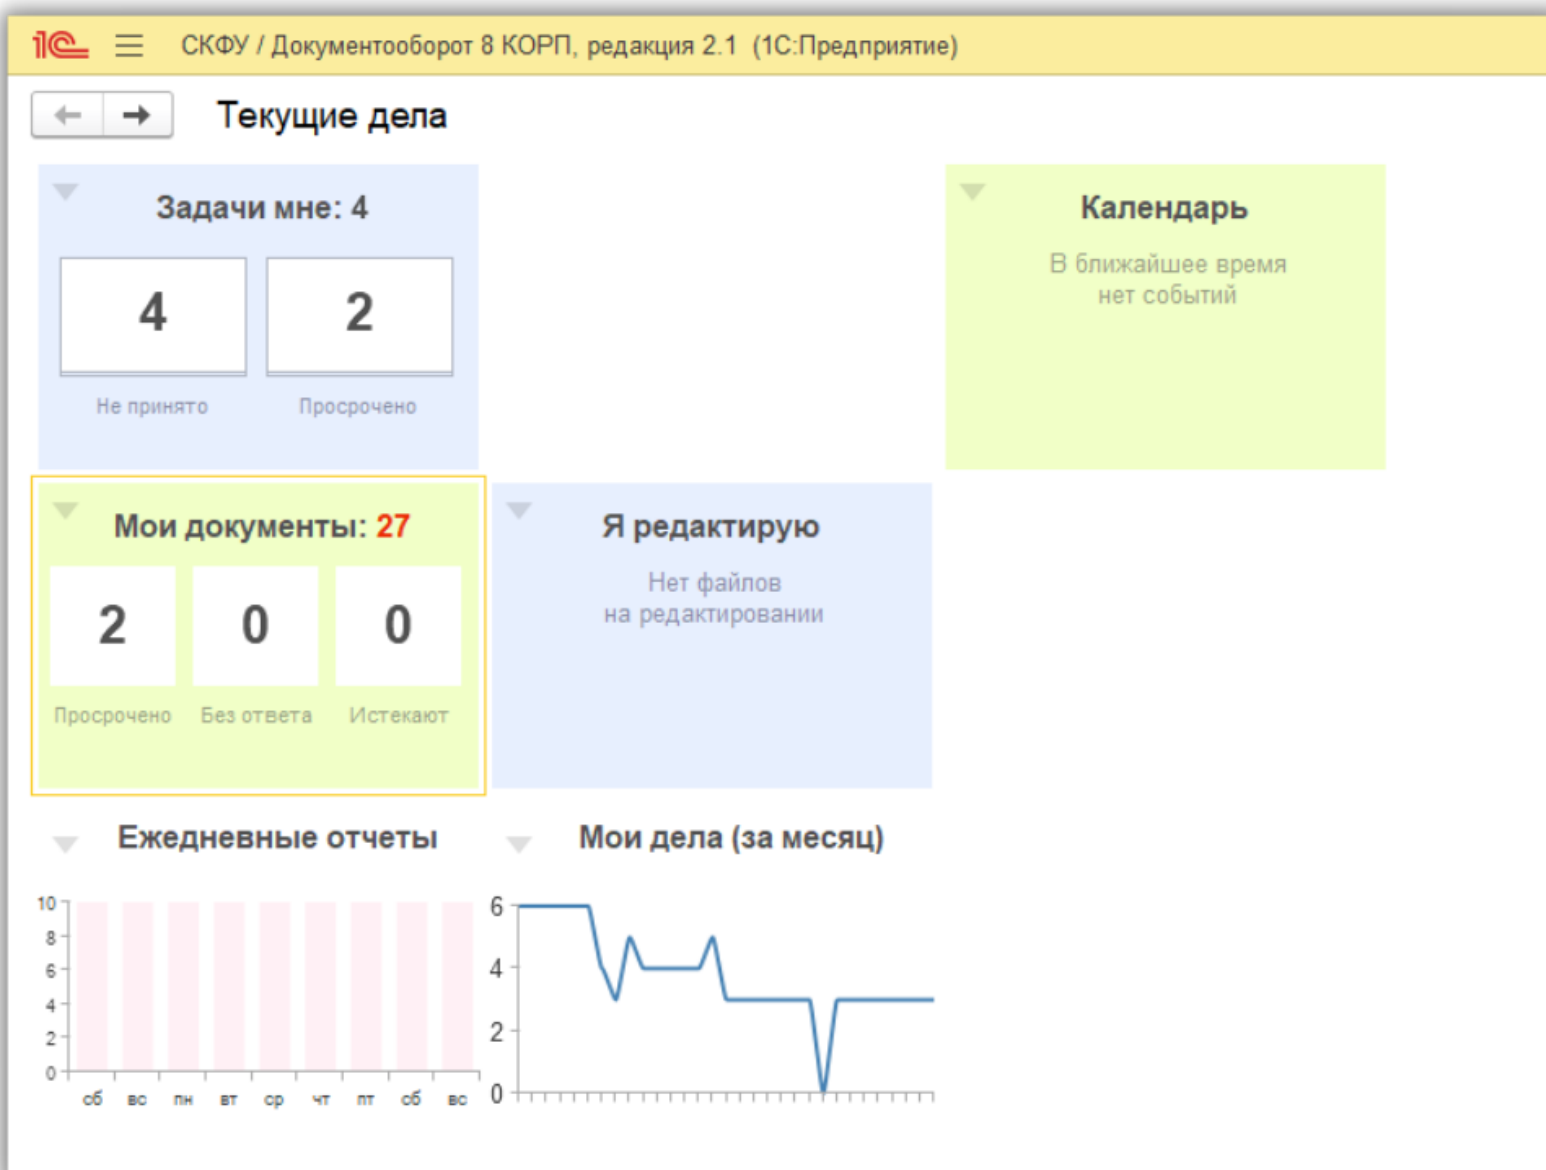 1С СКФУ / Документооборот 8 КОРП, редакция 2.1 (1С:Предприятие)
Текущие дела
Задачи мне: 4
4 2
Не принято Просрочено
Календарь
В ближайшее время
нет событий
Мои документы: 27
2 0 0
Просрочено Без ответа Истекают
Я редактирую
Нет файлов
на редактировании
Ежедневные отчеты
10
8
6
4
2
0
сб вс пн вт ср чт пт сб вс
Мои дела (за месяц)
6
4
2
0